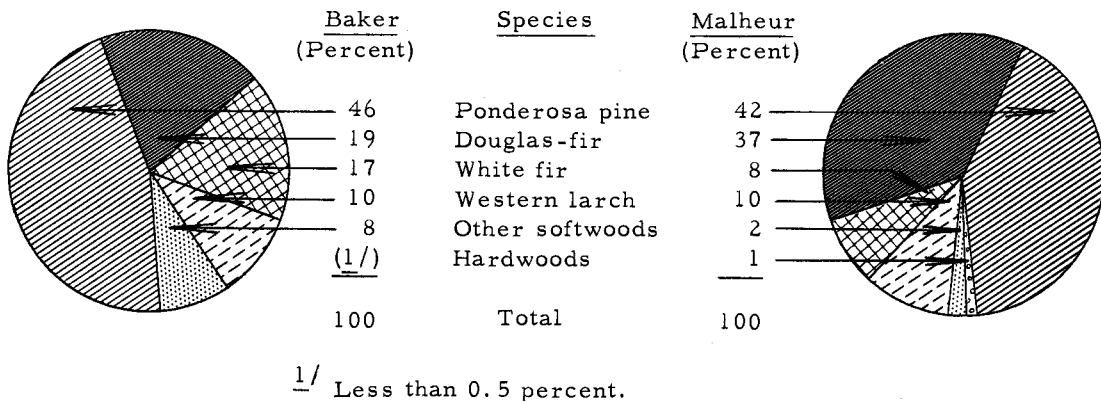 Baker Species Malheur
(Percent) (Percent)
46 Ponderosa pine 42
19 Douglas-fir 37
17 White fir 8
10 Western larch 10
8 Other softwoods 2
(1/) Hardwoods 1
100 Total 100
1/ Less than 0.5 percent.